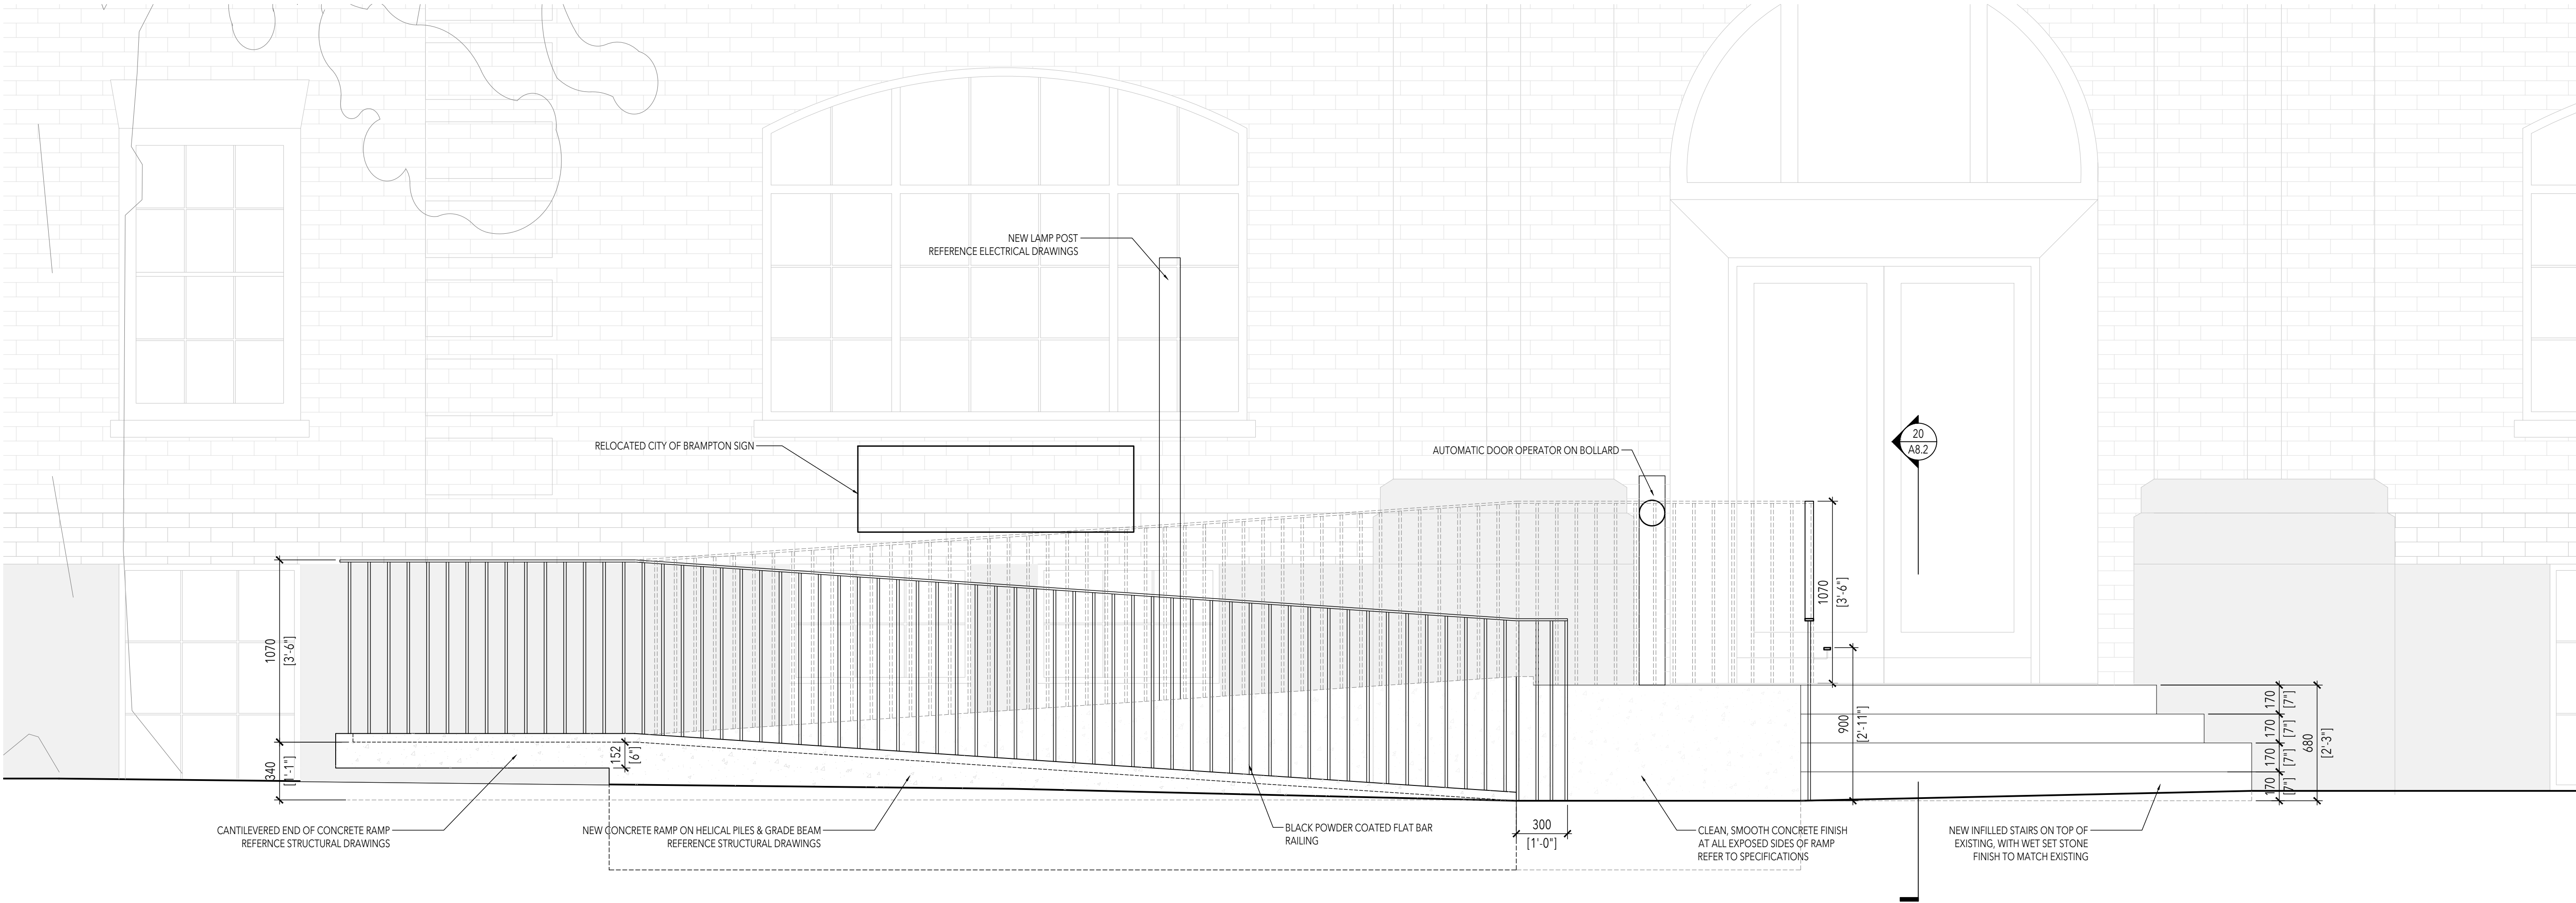 NEW LAMP POST
REFERENCE ELECTRICAL DRAWINGS
RELOCATED CITY OF BRAMPTON SIGN
AUTOMATIC DOOR OPERATOR ON BOLLARD
20
A8.2
1070
[3'-6"]
1070
[3'-6"]
340
[1'-1"]
152
[6"]
900
[2'-11"]
170
[7"]
170
[7"]
170
[7"]
170
[7"]
680
[2'-3"]
300
[1'-0"]
CANTILEVERED END OF CONCRETE RAMP
REFERNCE STRUCTURAL DRAWINGS
NEW CONCRETE RAMP ON HELICAL PILES & GRADE BEAM
REFERENCE STRUCTURAL DRAWINGS
BLACK POWDER COATED FLAT BAR
RAILING
CLEAN, SMOOTH CONCRETE FINISH
AT ALL EXPOSED SIDES OF RAMP
REFER TO SPECIFICATIONS
NEW INFILLED STAIRS ON TOP OF
EXISTING, WITH WET SET STONE
FINISH TO MATCH EXISTING